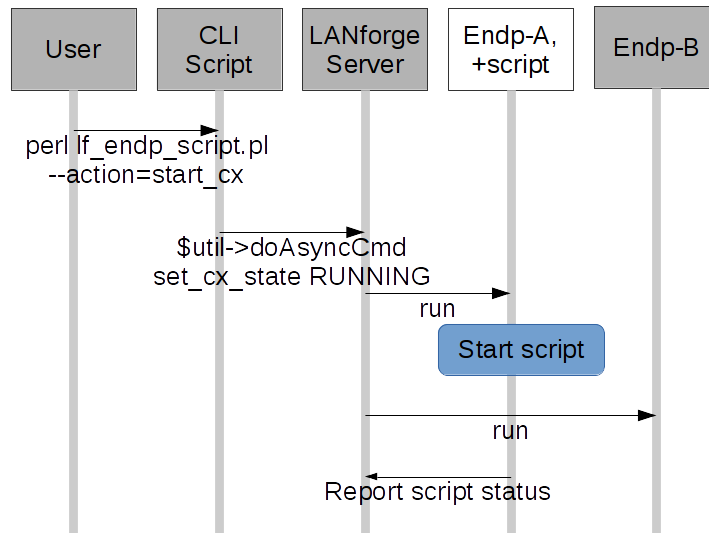 User
CLI
Script
LANforge
Server
Endp-A,
+script
Endp-B
perl lf_endp_script.pl
--action=start_cx
$util->doAsyncCmd
set_cx_state RUNNING
run
Start script
run
Report script status